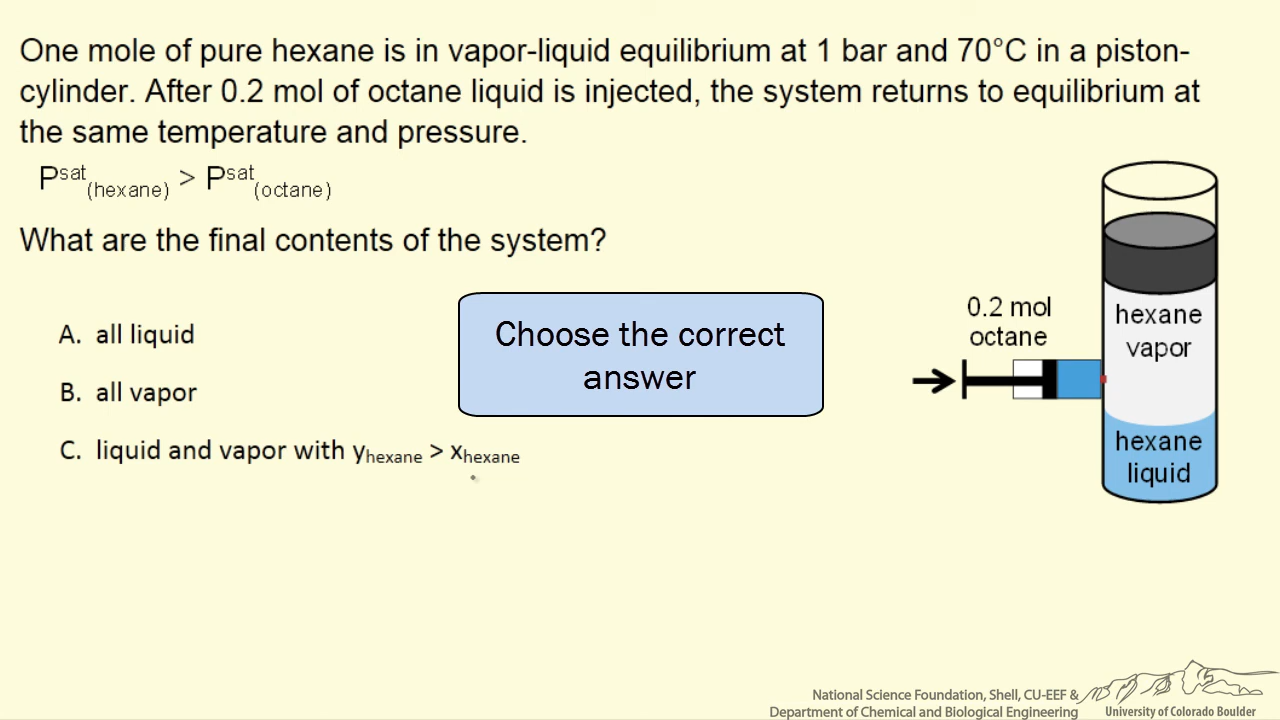 One mole of pure hexane is in vapor-liquid equilibrium at 1 bar and 70°C in a piston-
cylinder. After 0.2 mol of octane liquid is injected, the system returns to equilibrium at
the same temperature and pressure.
Psat(hexane) > Psat(octane)
What are the final contents of the system?
A. all liquid
B. all vapor
C. liquid and vapor with yhexane > xhexane
Choose the correct
answer
0.2 mol
octane
hexane
vapor
hexane
liquid
National Science Foundation, Shell, CU-EEF &
Department of Chemical and Biological Engineering
University of Colorado Boulder